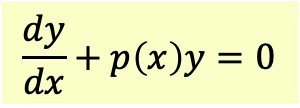 dy/dx + p(x)y = 0